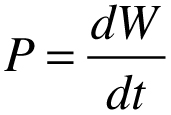 P = dW/dt